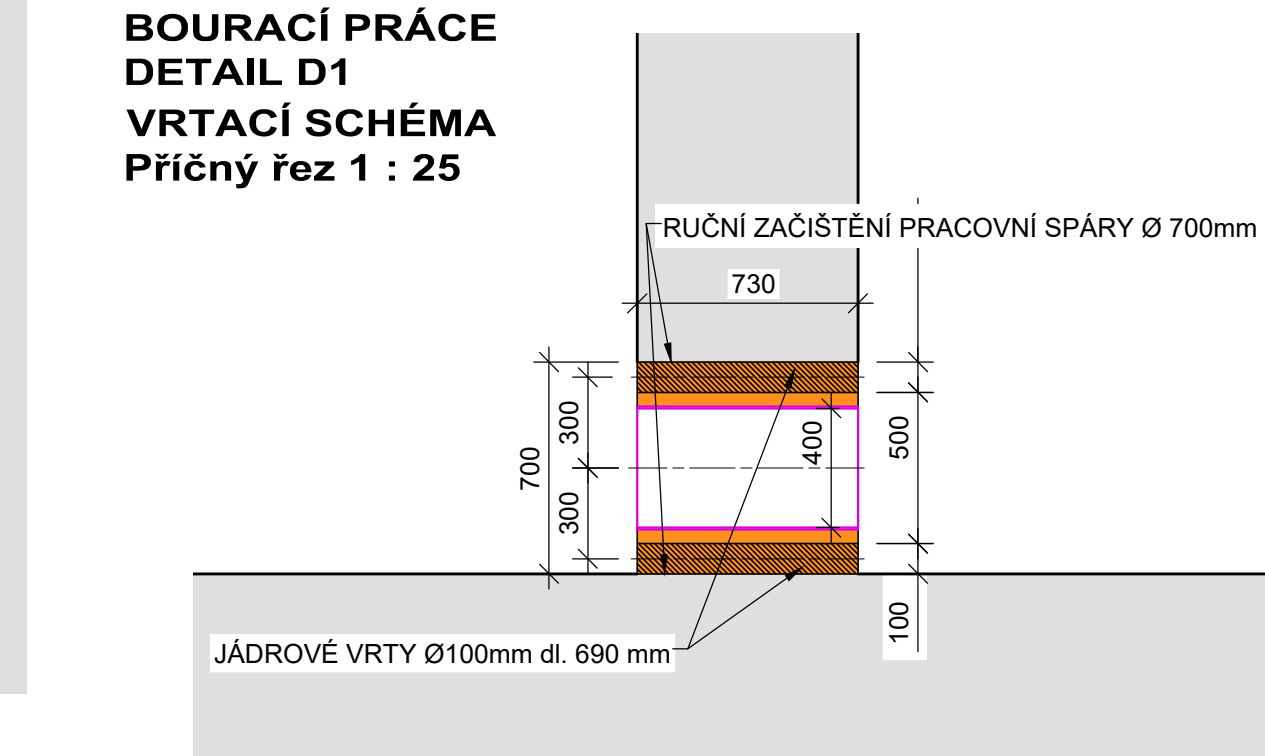 BOURACÍ PRÁCE
DETAIL D1
VRTACÍ SCHÉMA
Příčný řez 1 : 25
RUČNÍ ZAČIŠTĚNÍ PRACOVNÍ SPÁRY Ø 700mm
730
300
700
300
400
500
100
JÁDROVÉ VRTY Ø100mm dl. 690 mm